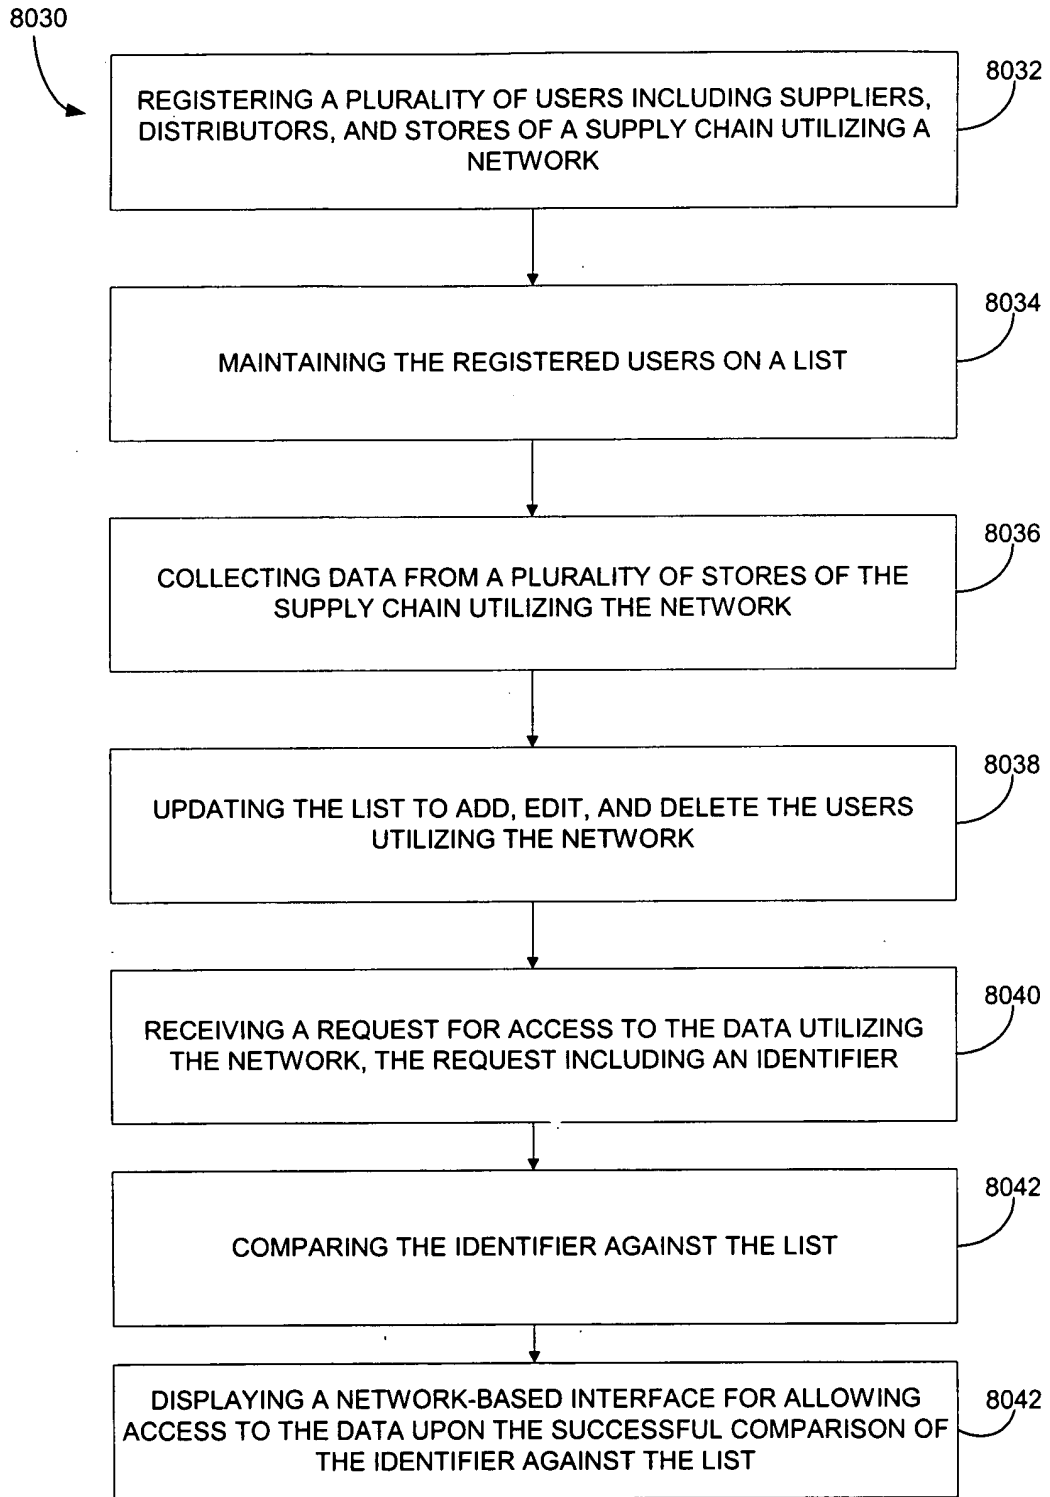 8030
REGISTERING A PLURALITY OF USERS INCLUDING SUPPLIERS,
DISTRIBUTORS, AND STORES OF A SUPPLY CHAIN UTILIZING A
NETWORK
8032
MAINTAINING THE REGISTERED USERS ON A LIST
8034
COLLECTING DATA FROM A PLURALITY OF STORES OF THE
SUPPLY CHAIN UTILIZING THE NETWORK
8036
UPDATING THE LIST TO ADD, EDIT, AND DELETE THE USERS
UTILIZING THE NETWORK
8038
RECEIVING A REQUEST FOR ACCESS TO THE DATA UTILIZING
THE NETWORK, THE REQUEST INCLUDING AN IDENTIFIER
8040
COMPARING THE IDENTIFIER AGAINST THE LIST
8042
DISPLAYING A NETWORK-BASED INTERFACE FOR ALLOWING
ACCESS TO THE DATA UPON THE SUCCESSFUL COMPARISON OF
THE IDENTIFIER AGAINST THE LIST
8042